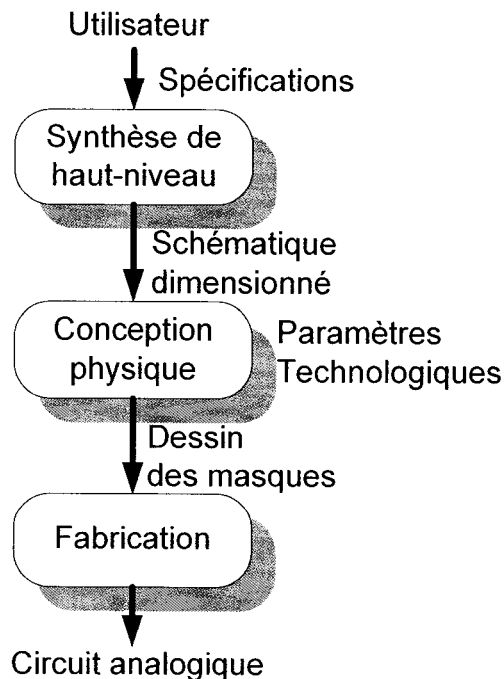 Utilisateur
Spécifications
Synthèse de
haut-niveau
Schématique
dimensionné
Conception
physique
Paramètres
Technologiques
Dessin
des masques
Fabrication
Circuit analogique